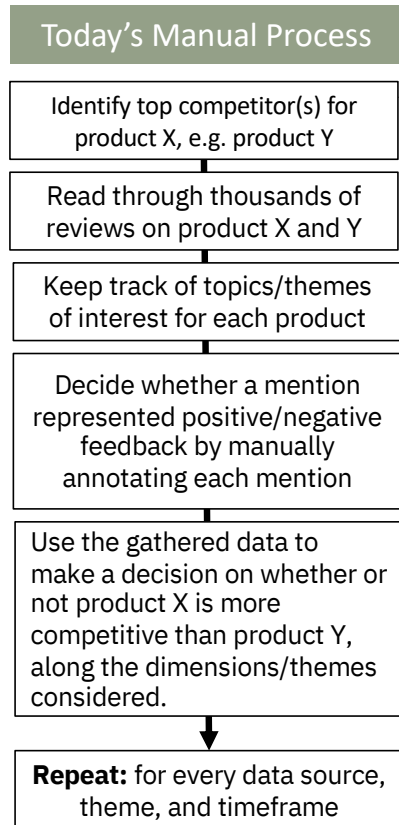 Today's Manual Process
Identify top competitor(s) for
product X, e.g. product Y
Read through thousands of
reviews on product X and Y
Keep track of topics/themes
of interest for each product
Decide whether a mention
represented positive/negative
feedback by manually
annotating each mention
Use the gathered data to
make a decision on whether or
not product X is more
competitive than product Y,
along the dimensions/themes
considered.
Repeat: for every data source,
theme, and timeframe